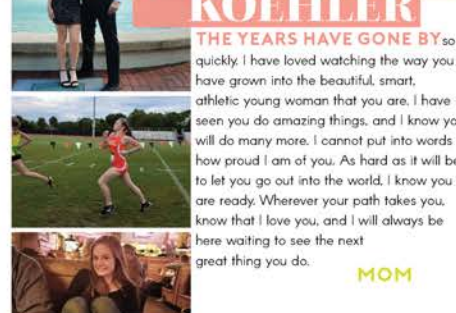 KOEHLER
THE YEARS HAVE GONE BY so
quickly. I have loved watching the way you
have grown into the beautiful, smart,
athletic young woman that you are. I have
seen you do amazing things, and I know yo
will do many more. I cannot put into words
how proud I am of you. As hard as it will be
to let you go out into the world, I know you
are ready. Wherever your path takes you,
know that I love you, and I will always be
here waiting to see the next
great thing you do.
MOM